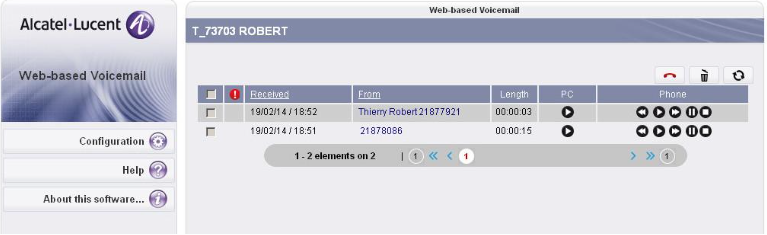 Web-based Voicemail
Alcatel·Lucent
T_73703 ROBERT
Web-based Voicemail
Received From Length PC Phone
19/02/14 / 18:52 Thierry Robert 21877921 00:00:03
19/02/14 / 18:51 21878086 00:00:15
Configuration
1 - 2 elements on 2 | 1 « < 1 > » 1
Help
About this software...